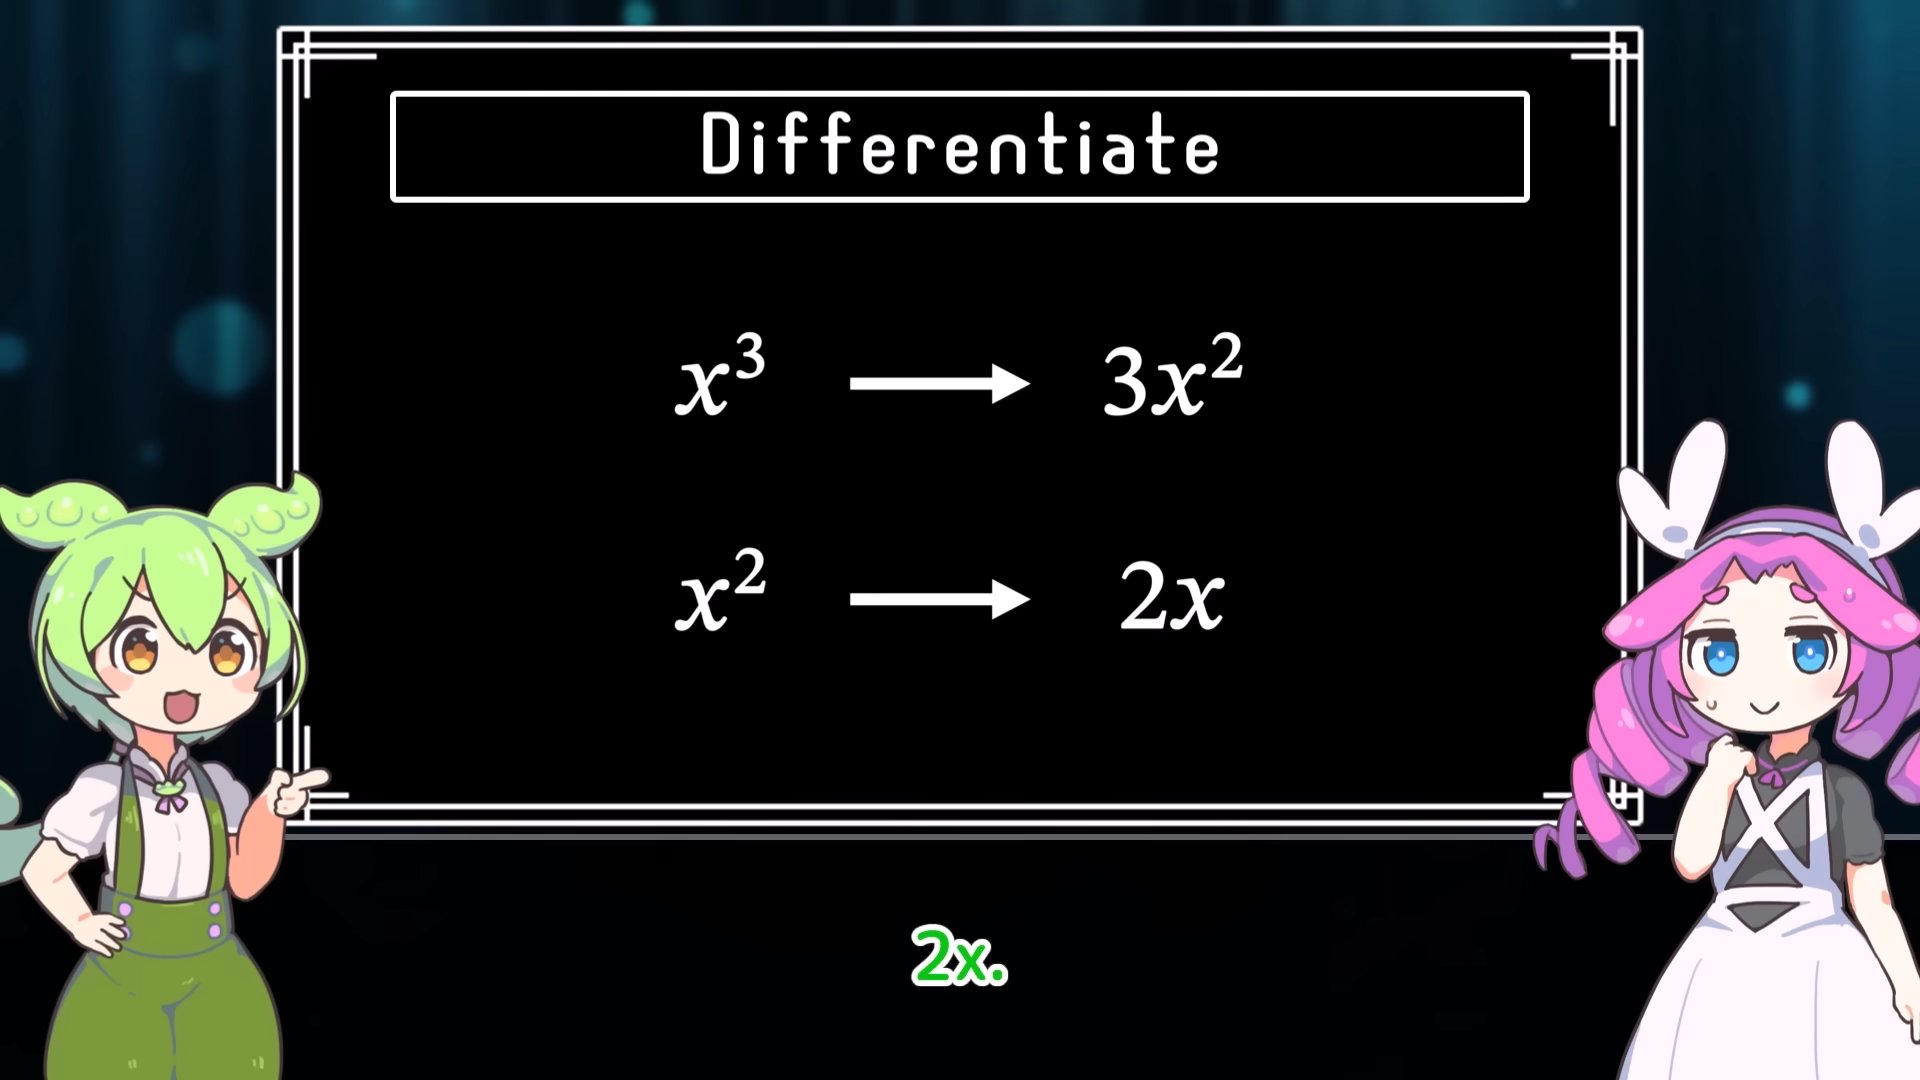 Differentiate
x³ → 3x²
x² → 2x
2x.